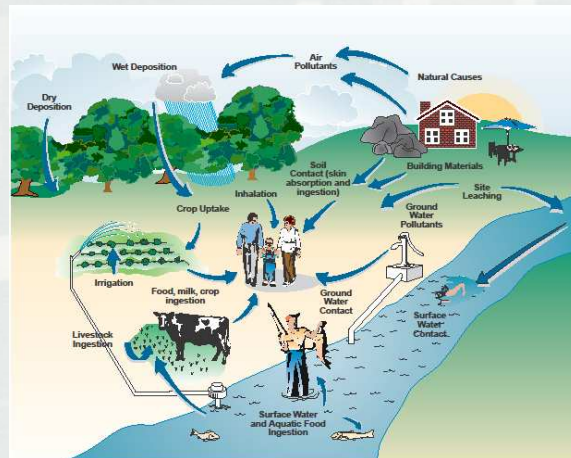 Wet Deposition
Air
Pollutants
Natural Causes
Dry
Deposition
Building Materials
Soil
Contact (skin
absorption and
ingestion)
Inhalation
Site
Leaching
Crop Uptake
Ground
Water
Pollutants
Irrigation
Food, milk, crop
ingestion
Ground
Water
Contact
Surface
Water
Contact
Livestock
Ingestion
Surface Water
and Aquatic Food
Ingestion